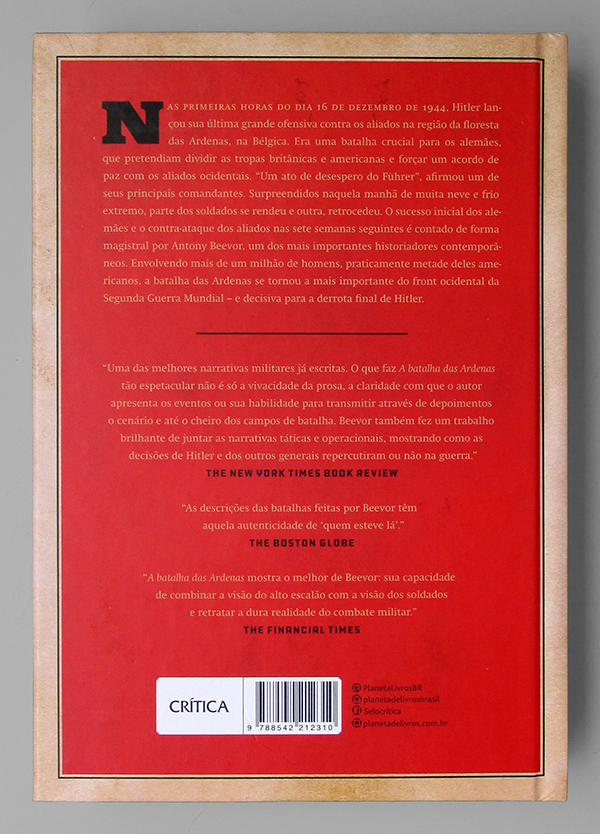 NAS PRIMEIRAS HORAS DO DIA 16 DE DEZEMBRO DE 1944, Hitler lan-
çou sua última grande ofensiva contra os aliados na região da floresta
das Ardenas, na Bélgica. Era uma batalha crucial para os alemães,
que pretendiam dividir as tropas britânicas e americanas e forçar um acordo de
paz com os aliados ocidentais. “Um ato de desespero do Führer”, afirmou um de
seus principais comandantes. Surpreendidos naquela manhã de muita neve e frio
extremo, parte dos soldados se rendeu e outra, retrocedeu. O sucesso inicial dos ale-
mães e o contra-ataque dos aliados nas sete semanas seguintes é contado de forma
magistral por Antony Beevor, um dos mais importantes historiadores contemporâ-
neos. Envolvendo mais de um milhão de homens, praticamente metade deles ame-
ricanos, a batalha das Ardenas se tornou a mais importante do front ocidental da
Segunda Guerra Mundial – e decisiva para a derrota final de Hitler.
“Uma das melhores narrativas militares já escritas. O que faz A batalha das Ardenas
tão espetacular não é só a vivacidade da prosa, a claridade com que o autor
apresenta os eventos ou sua habilidade para transmitir através de depoimentos
o cenário e até o cheiro dos campos de batalha. Beevor também fez um trabalho
brilhante de juntar as narrativas táticas e operacionais, mostrando como as
decisões de Hitler e dos outros generais repercutiram ou não na guerra.”
THE NEW YORK TIMES BOOK REVIEW
“As descrições das batalhas feitas por Beevor têm
aquela autenticidade de ‘quem esteve lá’.”
THE BOSTON GLOBE
“A batalha das Ardenas mostra o melhor de Beevor: sua capacidade
de combinar a visão do alto escalão com a visão dos soldados
e retratar a dura realidade do combate militar.”
THE FINANCIAL TIMES
CRÍTICA
9 788542 212310
PlanetaLivrosBR
planetadelivrosbrasil
Selocrítica
planetadelivros.com.br